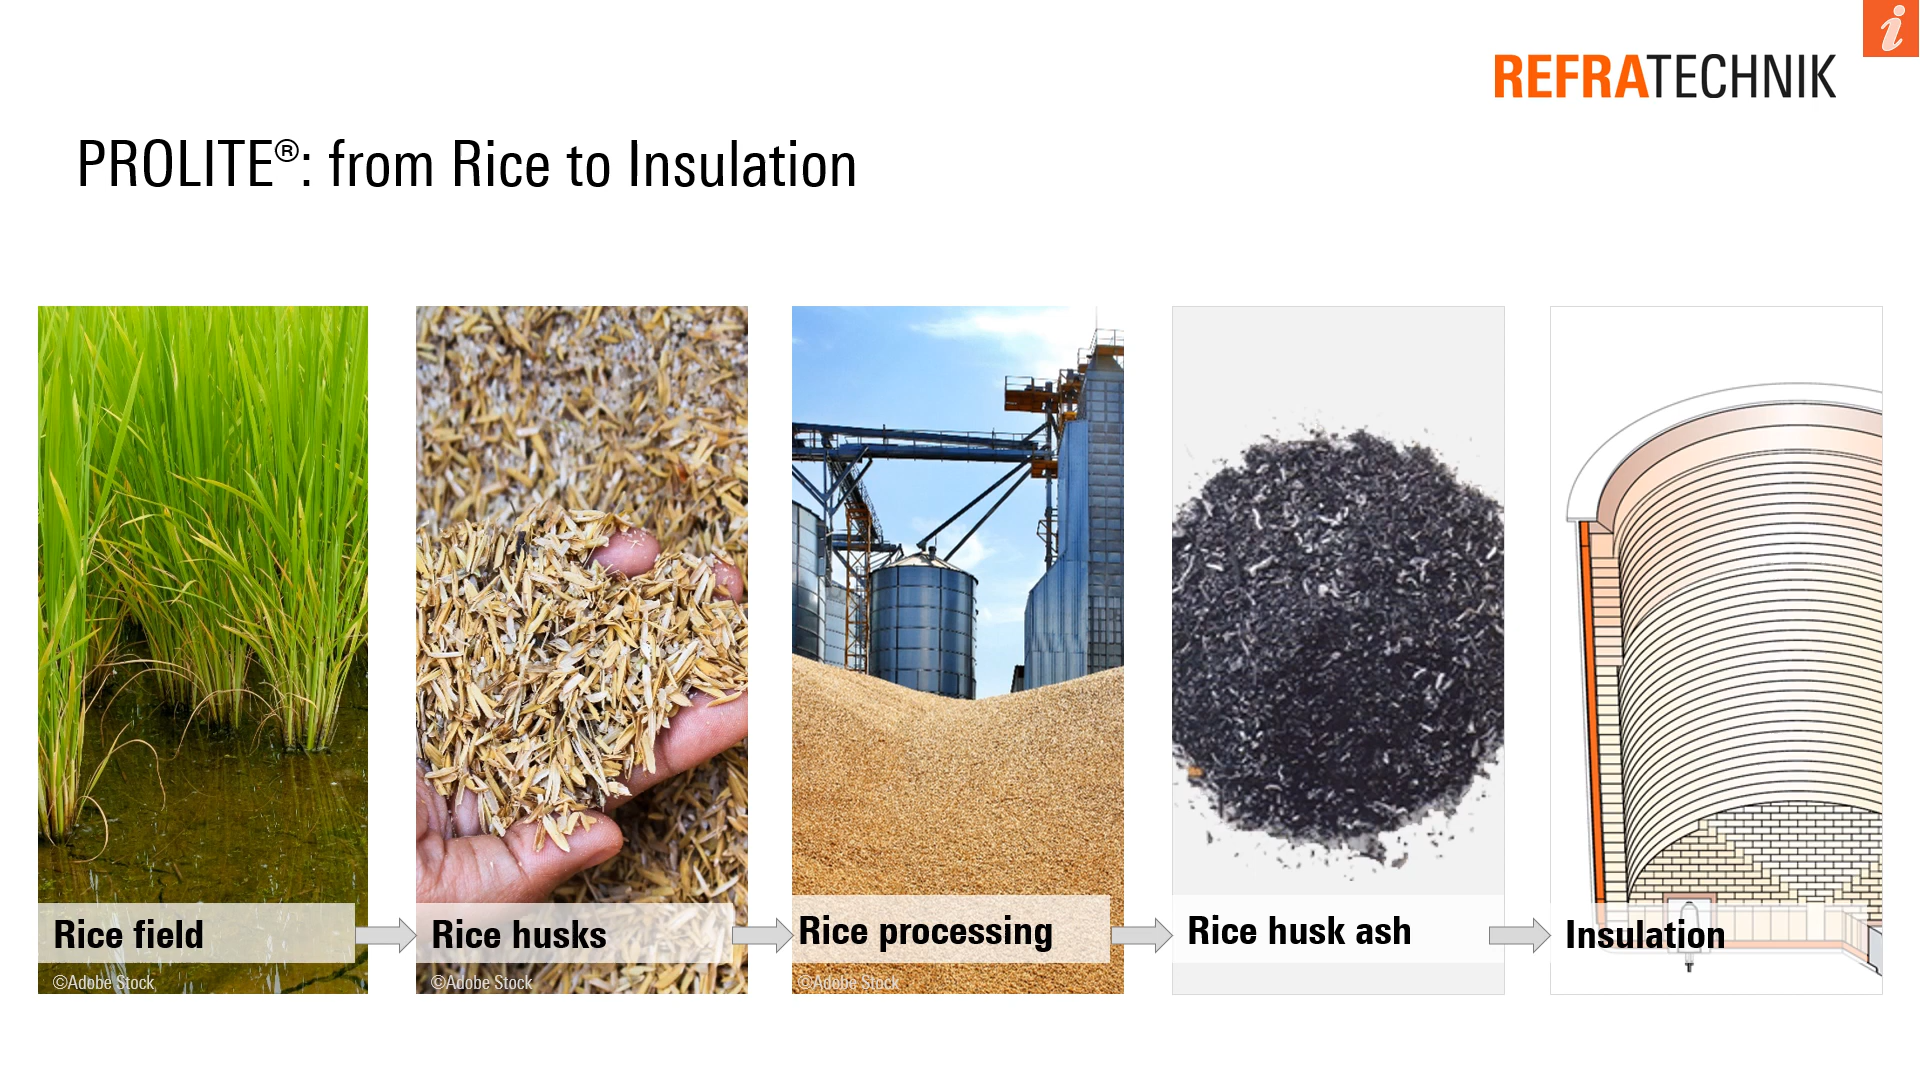 i
REFRATECHNIK
PROLITE®: from Rice to Insulation
Rice field
Rice husks
Rice processing
Rice husk ash
Insulation
©Adobe Stock
©Adobe Stock
©Adobe Stock